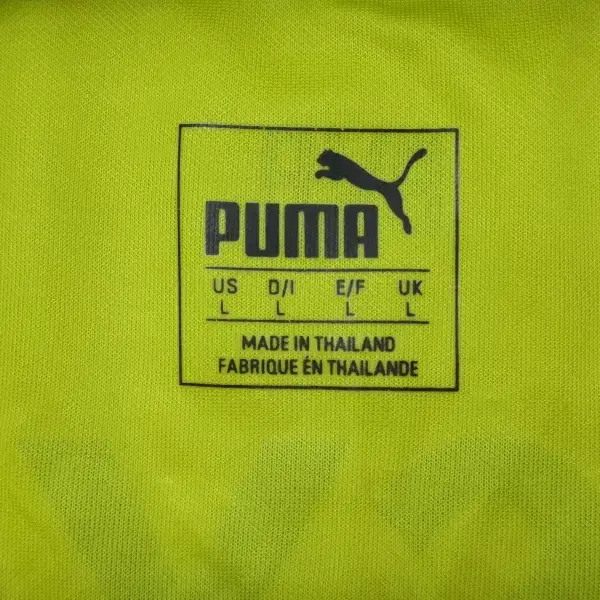 PUMA
US D/I E/F UK
L L L L
MADE IN THAILAND
FABRIQUE ÉN THAILANDE